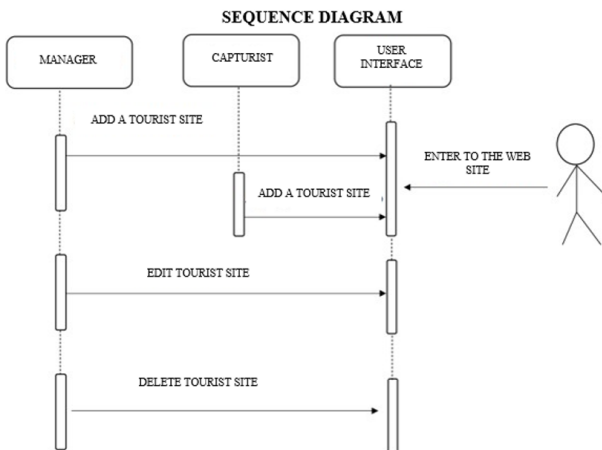 SEQUENCE DIAGRAM
MANAGER
CAPTURIST
USER
INTERFACE
ADD A TOURIST SITE
ENTER TO THE WEB
SITE
ADD A TOURIST SITE
EDIT TOURIST SITE
DELETE TOURIST SITE